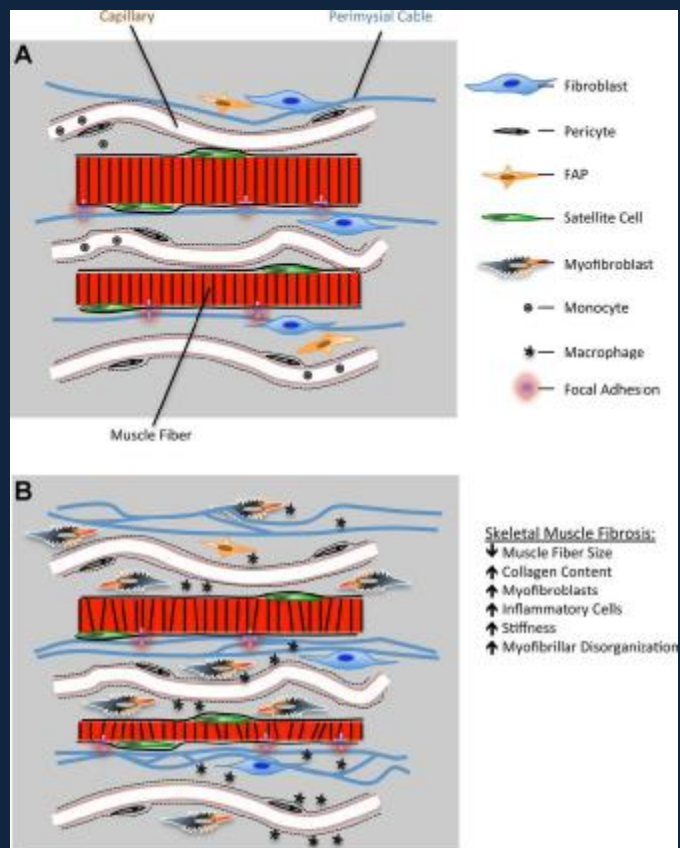 Capillary
Perimysial Cable
A
Fibroblast
Pericyte
FAP
Satellite Cell
Myofibroblast
Monocyte
Macrophage
Focal Adhesion
Muscle Fiber
B
Skeletal Muscle Fibrosis:
Muscle Fiber Size
Collagen Content
Myofibroblasts
Inflammatory Cells
Stiffness
Myofibrillar Disorganization